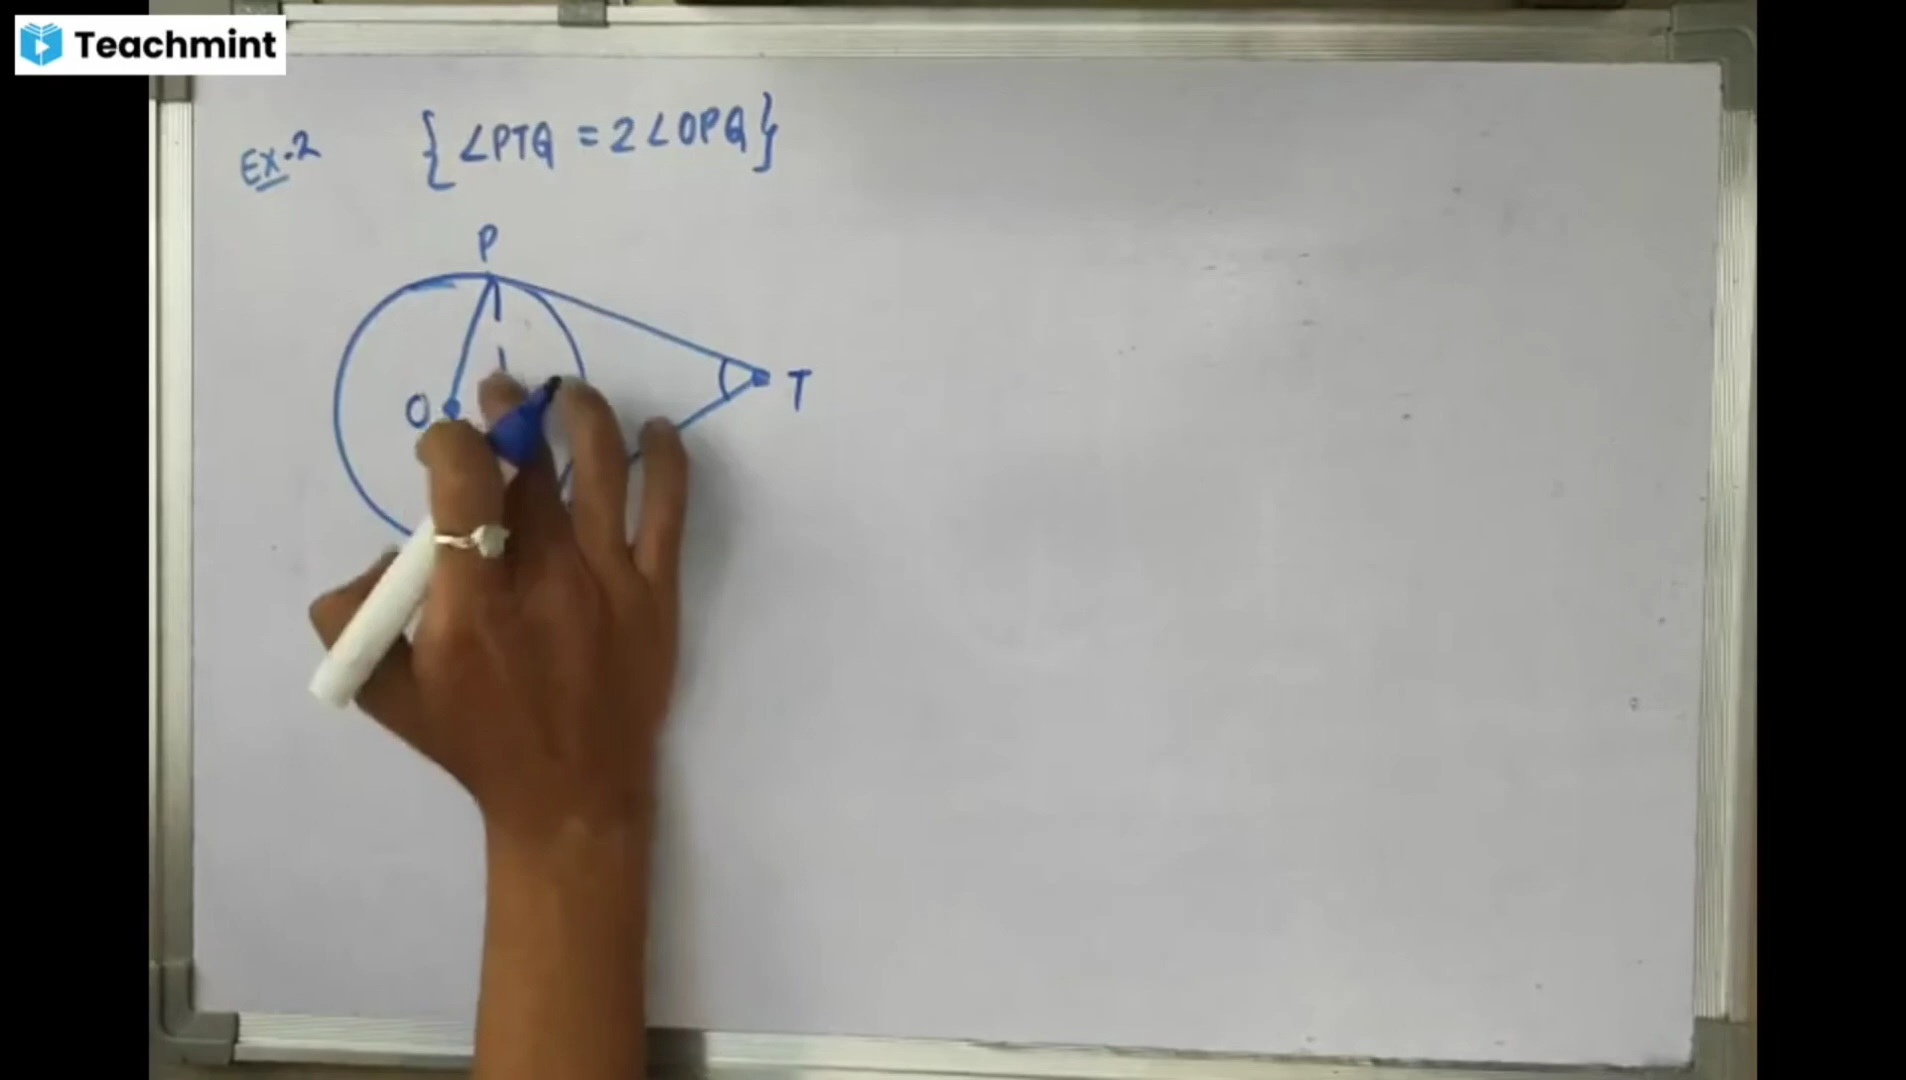 Teachmint
Ex.2 {∠PTQ = 2∠OPQ}
P
O
T